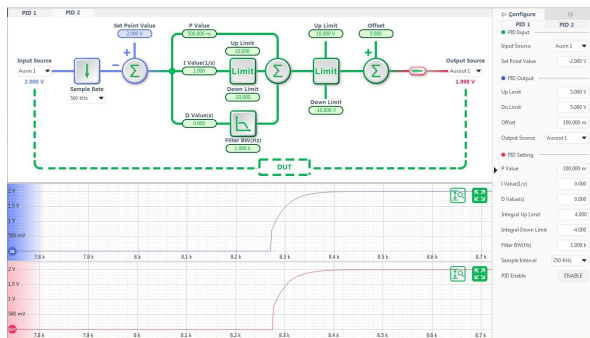 PID 1 PID 2
Set Point Value
2.000 V
P Value
500.000 m
Up Limit
10.000 V
Offset
0.000
Up Limit
10.000
Input Source
Auxin 1
2.000 V
I Value(1/s)
1.000
Limit
Limit
Output Source
Auxout 1
1.999 V
Sample Rate
500 KHz
Down Limit
-10.000
Down Limit
-10.000 V
D Value(s)
0.000
Filter BW(Hz)
1.000 k
DUT
2 V
1.5 V
1 V
500 mV
7.8 k 7.9 k 8 k 8.1 k 8.2 k 8.3 k 8.4 k 8.5 k 8.6 k 8.7 k
2 V
1.5 V
1 V
500 mV
7.8 k 7.9 k 8 k 8.1 k 8.2 k 8.3 k 8.4 k 8.5 k 8.6 k 8.7 k
Configure
PID 1 PID 2
PID Input
Input Source Auxin 1
Set Point Value -2.000 V
PID Output
Up Limit 5.000 V
Dn Limit 5.000 V
Offset 100.000 m
Output Source Auxout 1
PID Setting
P Value 100.000 m
I Value(1/s) 0.000
D Value(s) 0.000
Integral Up Limit 4.000
Integral Down Limit -4.000
Filter BW(Hz) 1.000 k
Sample Interval 250 KHz
PID Enable ENABLE